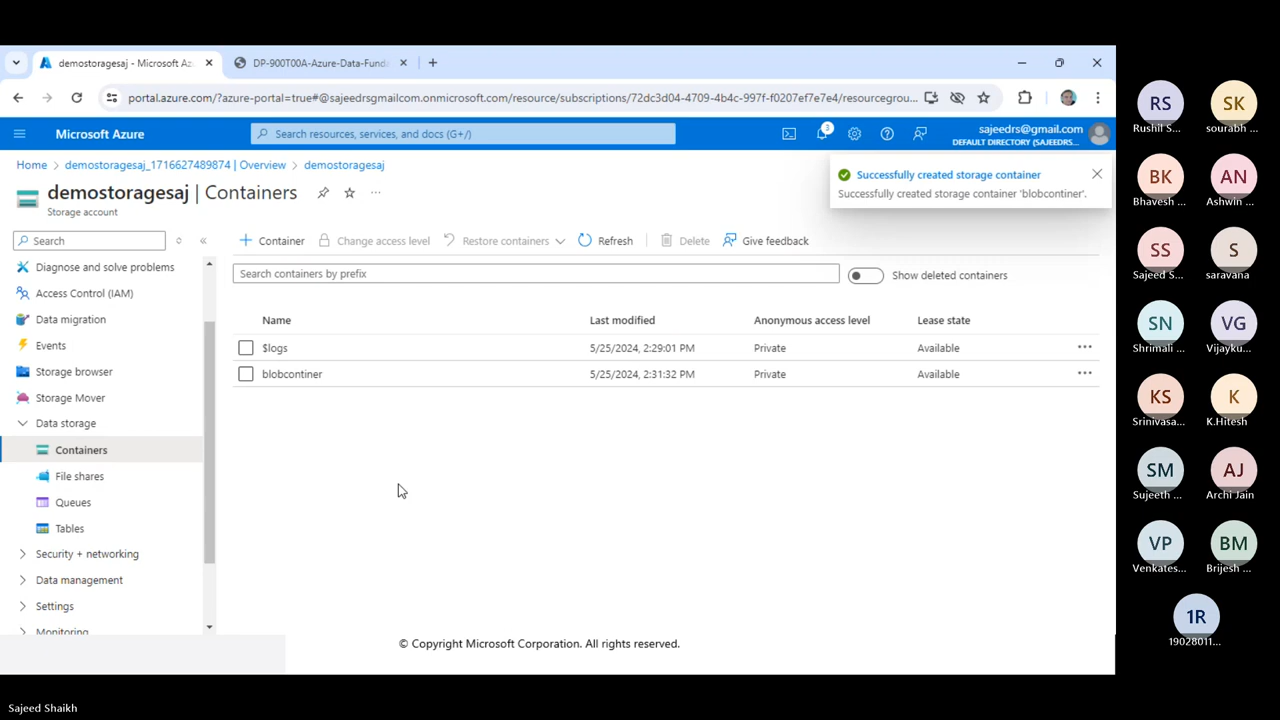 demostoragesaj - Microsoft Az
DP-900T00A-Azure-Data-Fund
portal.azure.com/?azure-portal=true#@sajeedrsgmailcom.onmicrosoft.com/resource/subscriptions/72dc3d04-4709-4b4c-997f-f0207ef7e7e4/resourcegrou...
Microsoft Azure
Search resources, services, and docs (G+/)
3
sajeedrs@gmail.com
DEFAULT DIRECTORY (SAJEEDRS...
Home > demostoragesaj_1716627489874 | Overview > demostoragesaj
demostoragesaj | Containers
...
Storage account
Successfully created storage container
Successfully created storage container 'blobcontiner'.
Search
Container
Change access level
Restore containers
Refresh
Delete
Give feedback
Search containers by prefix
Show deleted containers
Diagnose and solve problems
Access Control (IAM)
Data migration
Events
Storage browser
Storage Mover
Data storage
Containers
File shares
Queues
Tables
Security + networking
Data management
Settings
Monitoring
Name Last modified Anonymous access level Lease state
$logs 5/25/2024, 2:29:01 PM Private Available ...
blobcontiner 5/25/2024, 2:31:32 PM Private Available ...
© Copyright Microsoft Corporation. All rights reserved.
RS
Rushil S...
SK
sourabh ...
BK
Bhavesh ...
AN
Ashwin ...
SS
Sajeed S...
S
saravana
SN
Shrimali ...
VG
Vijayku...
KS
Srinivasa...
K
K.Hitesh
SM
Sujeeth ...
AJ
Archi Jain
VP
Venkates...
BM
Brijesh ...
1R
19028011...
Sajeed Shaikh